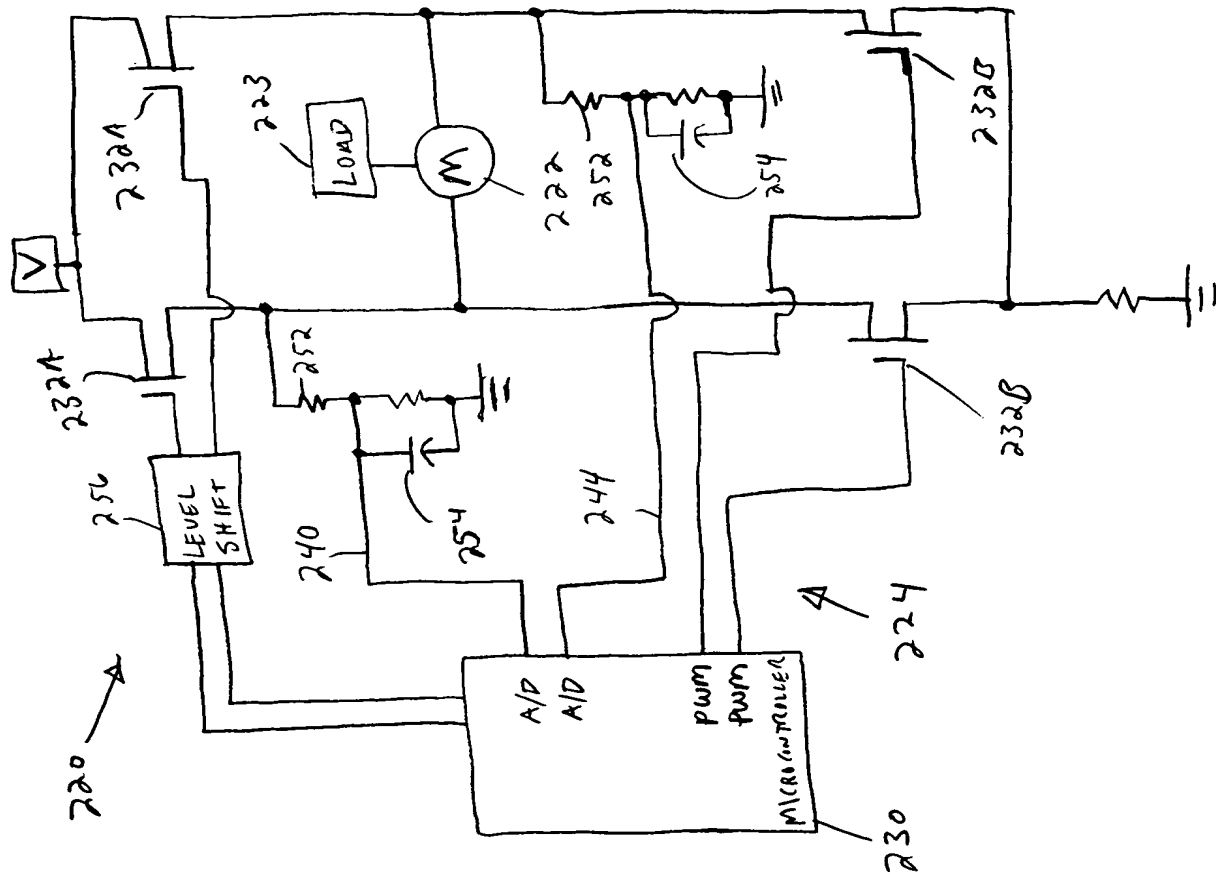 V
232A
232A
223
LOAD
M
222
252
254
232B
256
LEVEL
SHIFT
252
254
240
244
232B
220
224
A/D
A/D
PWM
PWM
MICROCONTROLLER
230